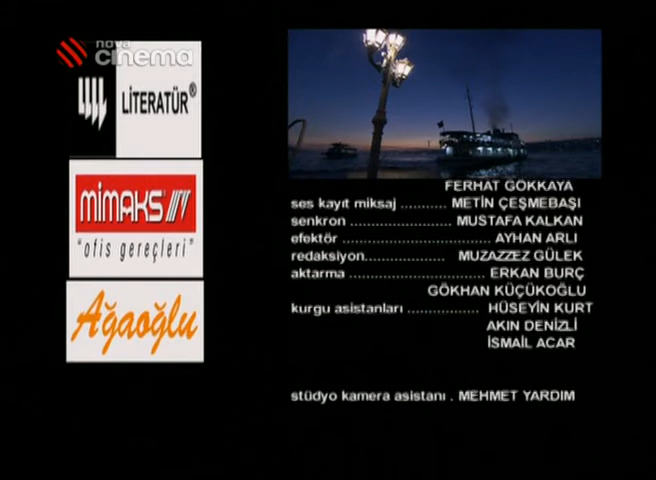 nova
cinema
LİTERATÜR®
mimaks
"ofis gereçleri"
Ağaoğlu
FERHAT GÖKKAYA
ses kayıt miksaj ........... METİN ÇEŞMEBAŞI
senkron ........................ MUSTAFA KALKAN
efektör ................................... AYHAN ARLI
redaksiyon................... MUZAZZEZ GÜLEK
aktarma ................................ ERKAN BURÇ
GÖKHAN KÜÇÜKOĞLU
kurgu asistanları ................. HÜSEYİN KURT
AKIN DENİZLİ
İSMAİL ACAR
stüdyo kamera asistanı . MEHMET YARDIM